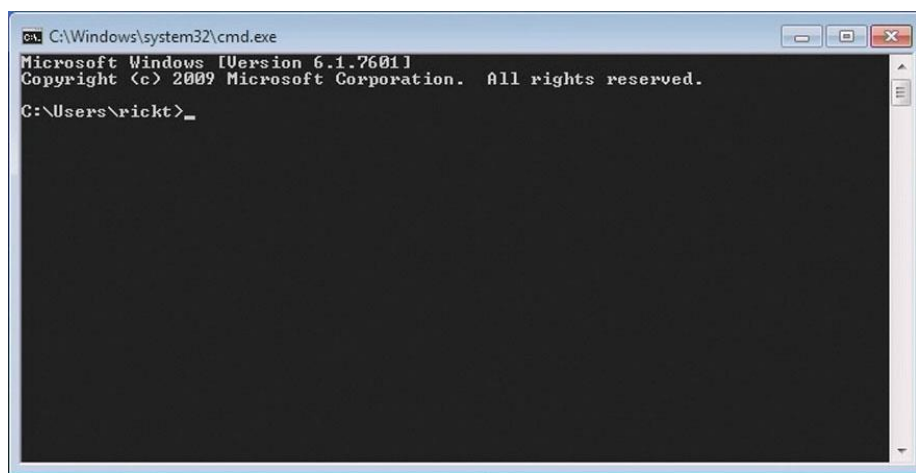 C:\Windows\system32\cmd.exe
Microsoft Windows [Version 6.1.7601]
Copyright (c) 2009 Microsoft Corporation.  All rights reserved.
C:\Users\rickt>_